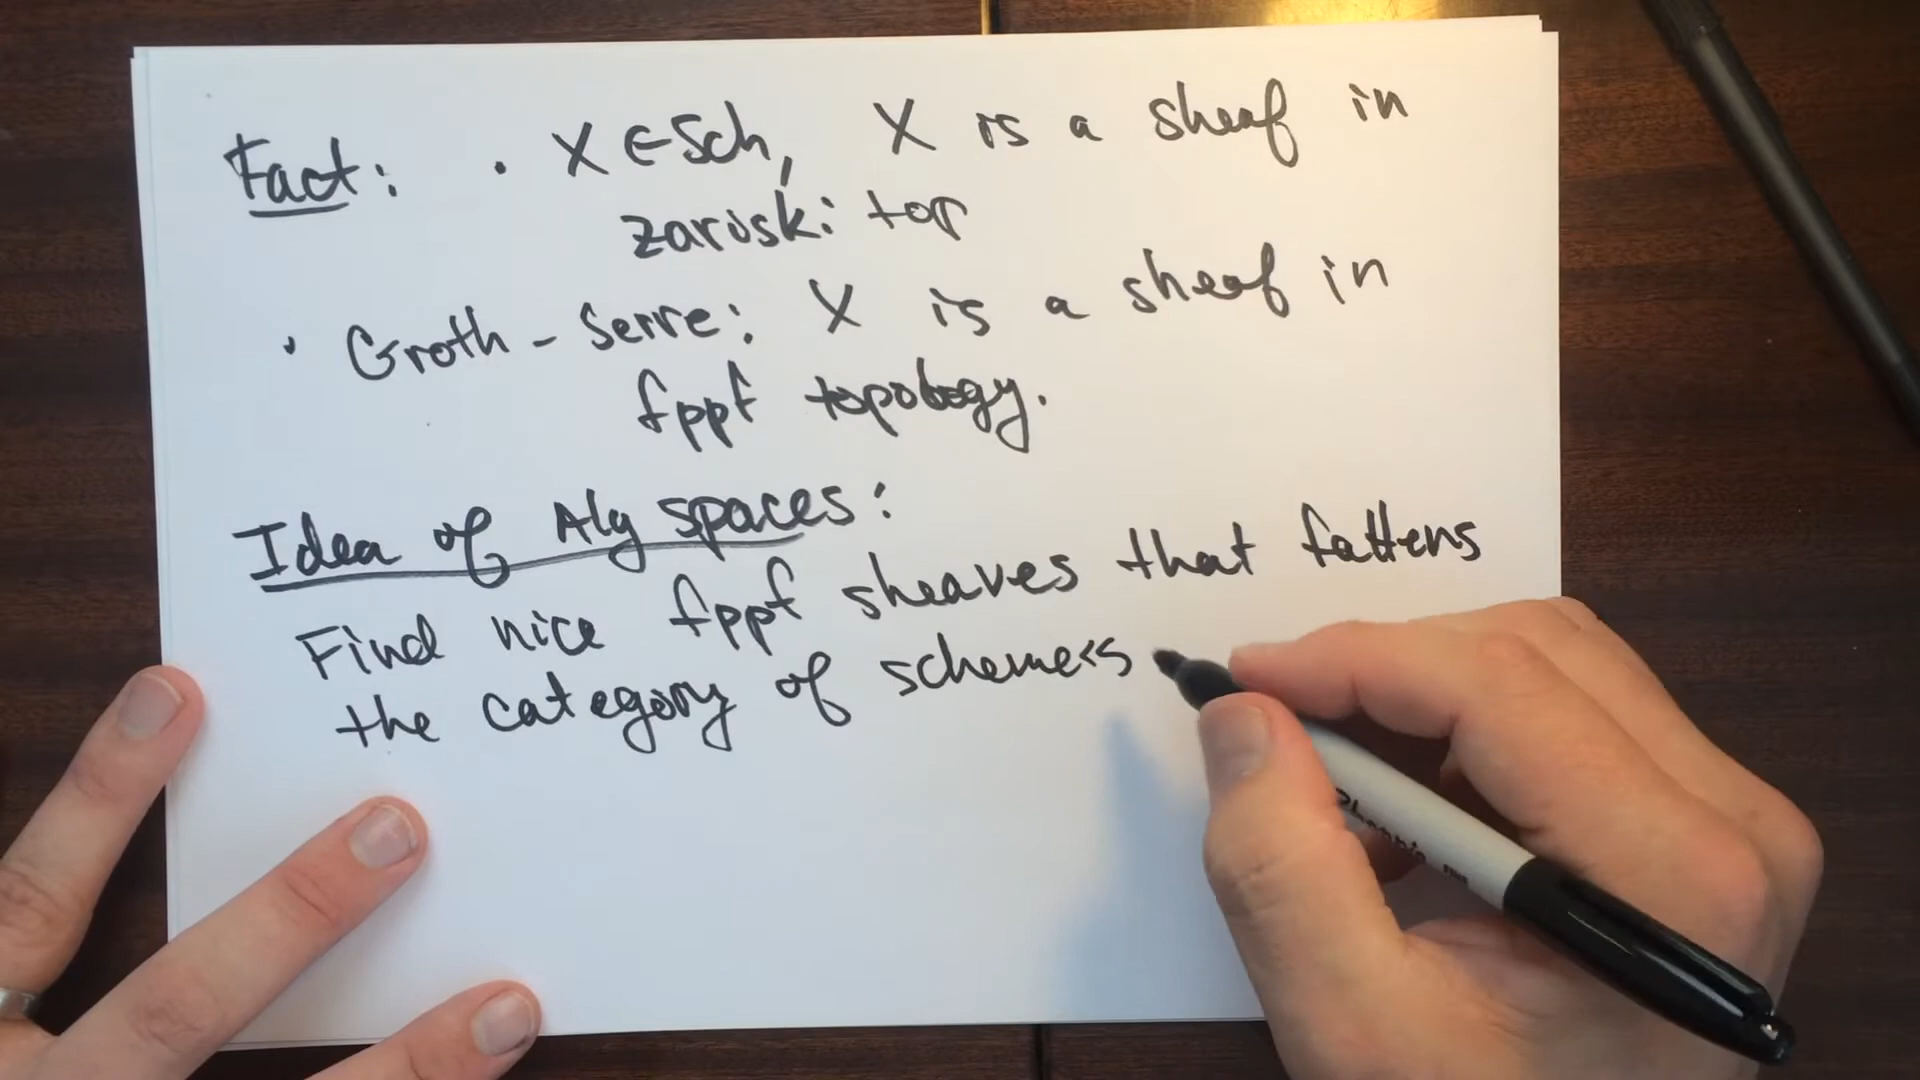 Fact: • X ∈ Sch, X is a sheaf in
Zariski top
• Groth - Serre: X is a sheaf in
fppf topology.
Idea of Alg spaces:
Find nice fppf sheaves that fattens
the category of schemes
Sharpie